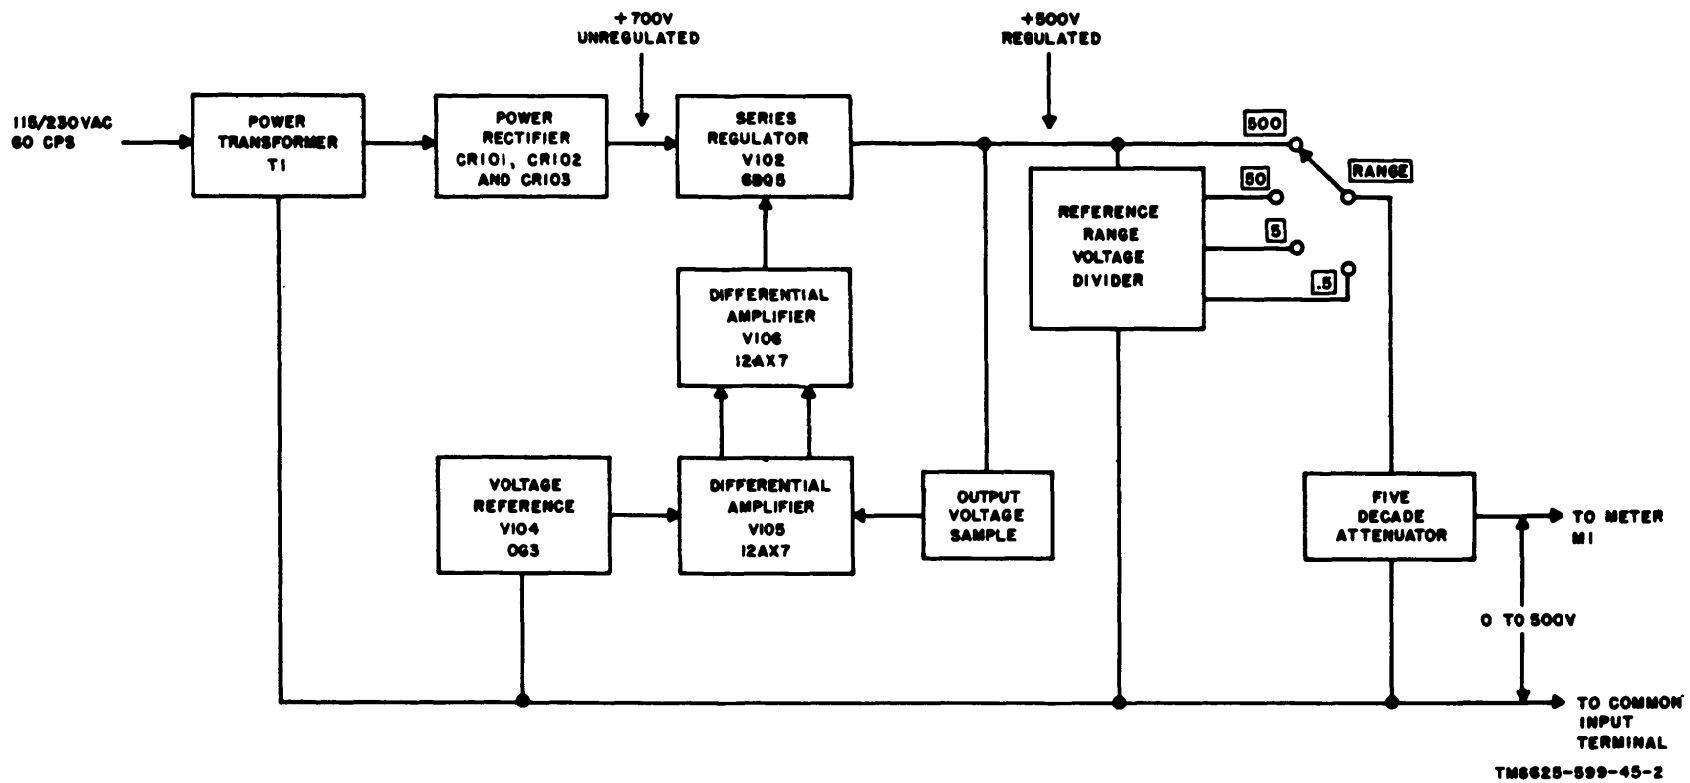 +700V
UNREGULATED
+500V
REGULATED
115/230VAC
60 CPS
POWER
TRANSFORMER
T1
POWER
RECTIFIER
CR101, CR102
AND CR103
SERIES
REGULATOR
V102
6BQ5
500
50
5
.5
RANGE
REFERENCE
RANGE
VOLTAGE
DIVIDER
DIFFERENTIAL
AMPLIFIER
V106
12AX7
VOLTAGE
REFERENCE
V104
OG3
DIFFERENTIAL
AMPLIFIER
V105
12AX7
OUTPUT
VOLTAGE
SAMPLE
FIVE
DECADE
ATTENUATOR
TO METER
M1
0 TO 500V
TO COMMON
INPUT
TERMINAL
TM6625-599-45-2